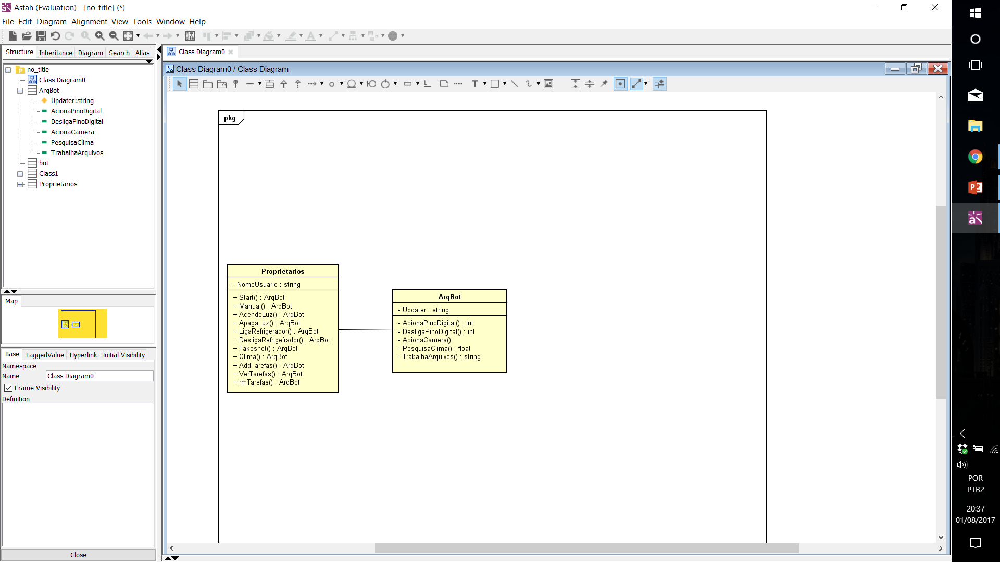 Astah (Evaluation) - [no_title] (*)
File Edit Diagram Alignment View Tools Window Help
Structure Inheritance Diagram Search Alias
no_title
Class Diagram0
ArqBot
Updater:string
AcionaPinoDigital
DesligaPinoDigital
AcionaCamera
PesquisaClima
TrabalhaArquivos
bot
Class1
Proprietarios
Map
Base TaggedValue Hyperlink Initial Visibility
Namespace
Name Class Diagram0
Frame Visibility
Definition
Close
Class Diagram0
Class Diagram0 / Class Diagram
pkg
Proprietarios
- NomeUsuario : string
+ Start() : ArqBot
+ Manual() : ArqBot
+ AcendeLuz() : ArqBot
+ ApagaLuz() : ArqBot
+ LigaRefrigerador() : ArqBot
+ DesligaRefrigefrador() : ArqBot
+ Takeshot() : ArqBot
+ Clima() : ArqBot
+ AddTarefas() : ArqBot
+ VerTarefas() : ArqBot
+ rmTarefas() : ArqBot
ArqBot
- Updater : string
- AcionaPinoDigital() : int
- DesligaPinoDigital() : int
- AcionaCamera()
- PesquisaClima() : float
- TrabalhaArquivos() : string
POR
PTB2
20:37
01/08/2017